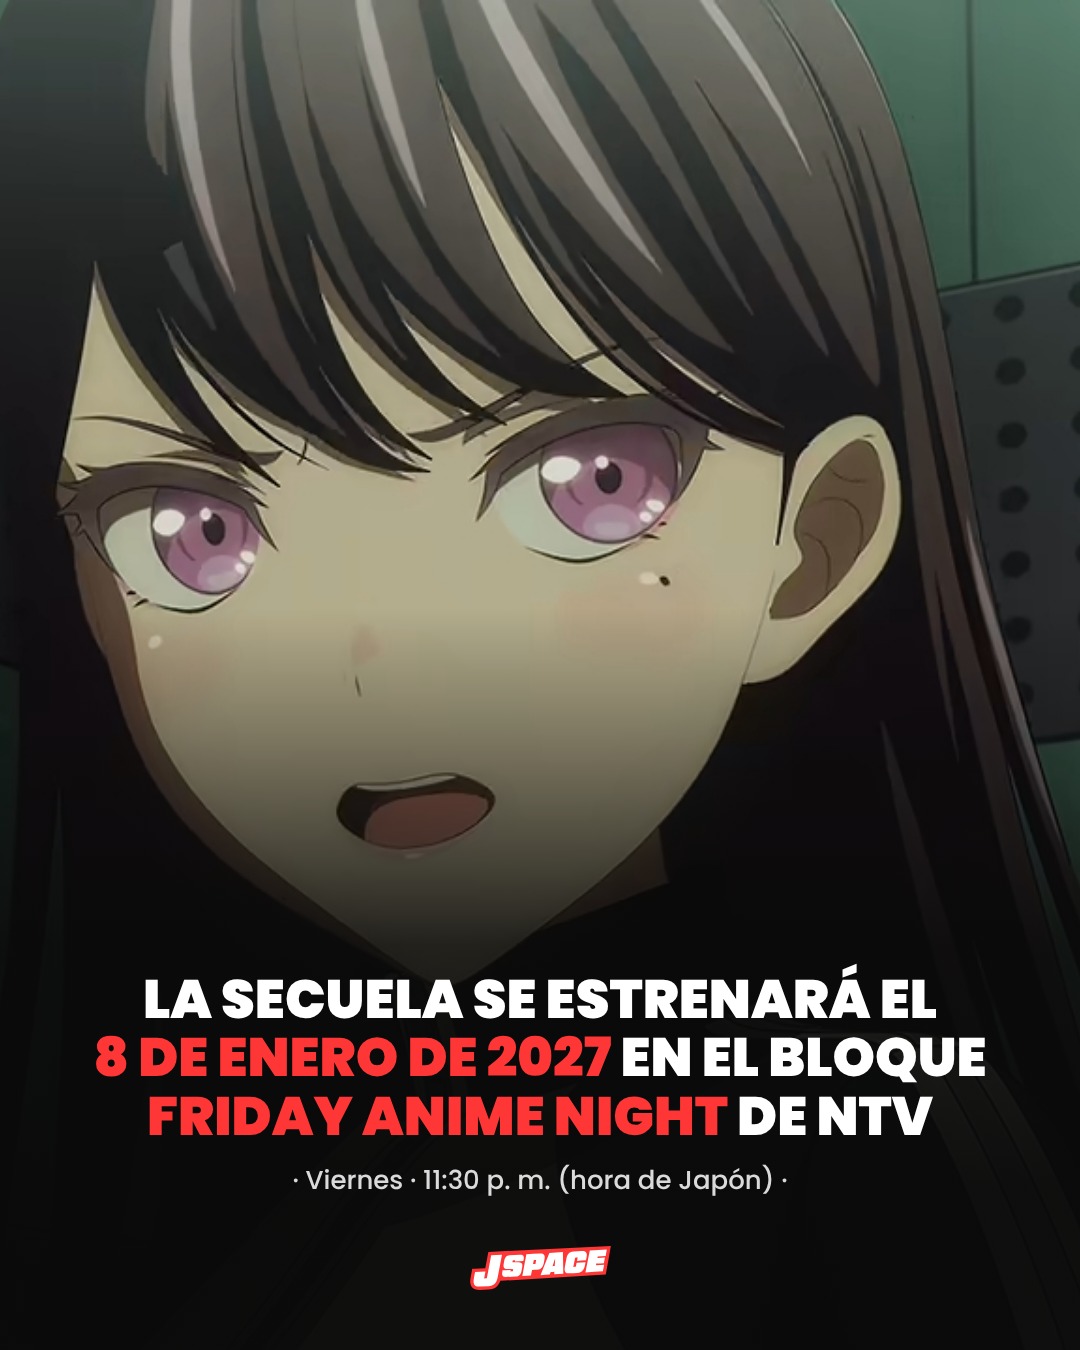 LA SECUELA SE ESTRENARÁ EL
8 DE ENERO DE 2027 EN EL BLOQUE
FRIDAY ANIME NIGHT DE NTV
· Viernes · 11:30 p. m. (hora de Japón) ·
JSPACE